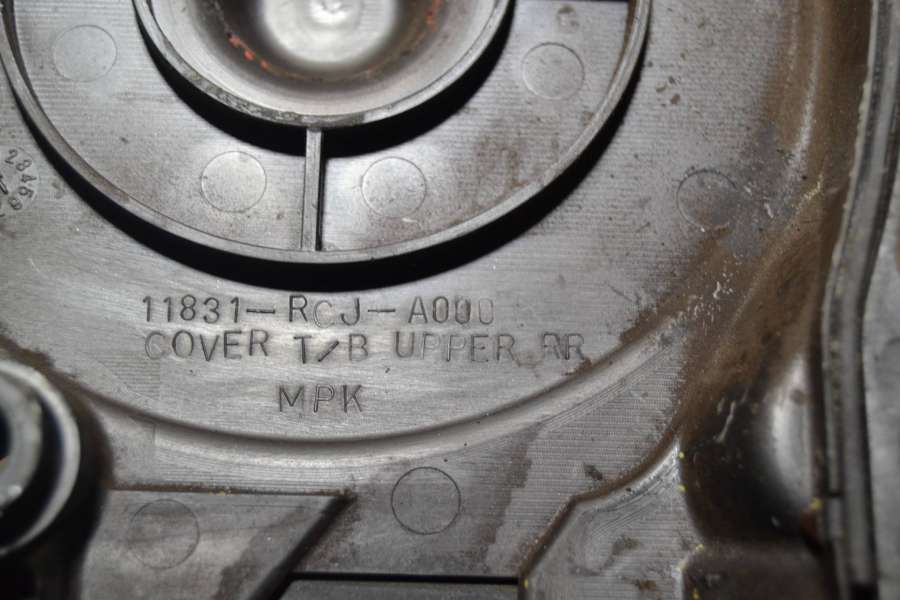 11831-RCJ-A000
COVER T/B UPPER RR
MPK